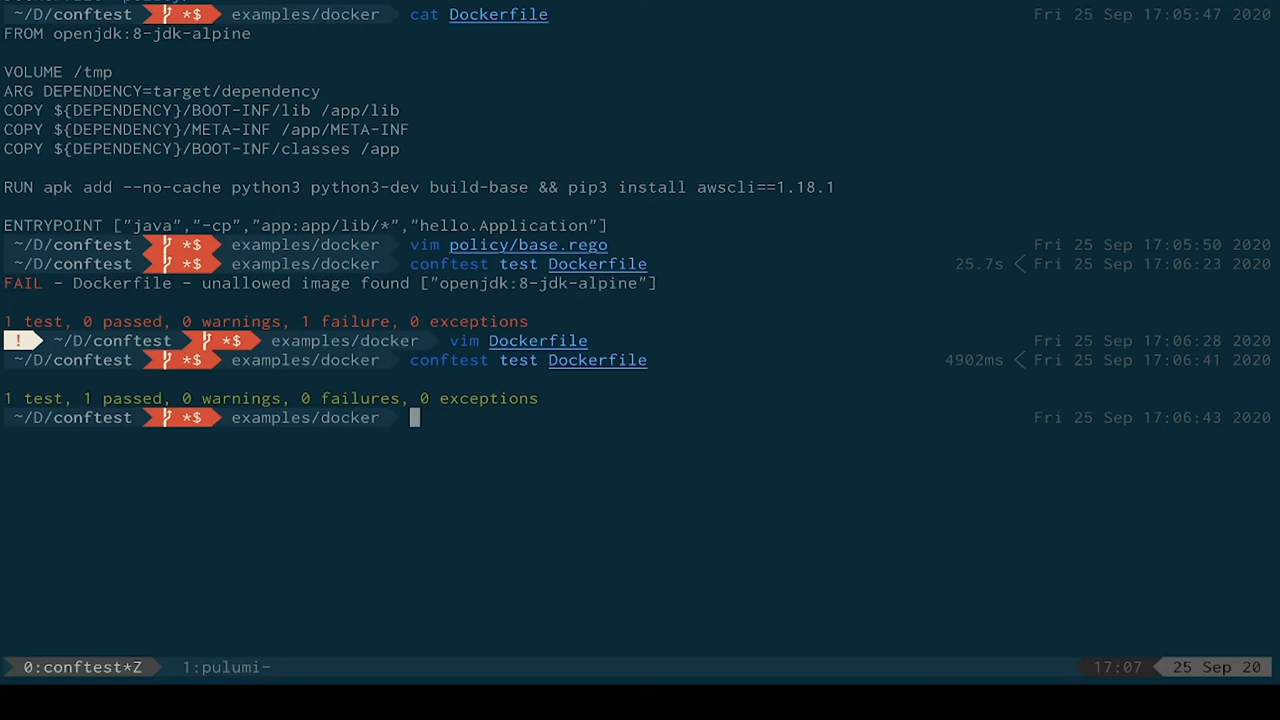 ~/D/conftest *$ examples/docker cat Dockerfile Fri 25 Sep 17:05:47 2020
FROM openjdk:8-jdk-alpine
VOLUME /tmp
ARG DEPENDENCY=target/dependency
COPY ${DEPENDENCY}/BOOT-INF/lib /app/lib
COPY ${DEPENDENCY}/META-INF /app/META-INF
COPY ${DEPENDENCY}/BOOT-INF/classes /app
RUN apk add --no-cache python3 python3-dev build-base && pip3 install awscli==1.18.1
ENTRYPOINT ["java","-cp","app:app/lib/*","hello.Application"]
~/D/conftest *$ examples/docker vim policy/base.rego Fri 25 Sep 17:05:50 2020
~/D/conftest *$ examples/docker conftest test Dockerfile 25.7s < Fri 25 Sep 17:06:23 2020
FAIL - Dockerfile - unallowed image found ["openjdk:8-jdk-alpine"]
1 test, 0 passed, 0 warnings, 1 failure, 0 exceptions
! ~/D/conftest *$ examples/docker vim Dockerfile Fri 25 Sep 17:06:28 2020
~/D/conftest *$ examples/docker conftest test Dockerfile 4902ms < Fri 25 Sep 17:06:41 2020
1 test, 1 passed, 0 warnings, 0 failures, 0 exceptions
~/D/conftest *$ examples/docker Fri 25 Sep 17:06:43 2020
0:conftest*Z 1:pulumi- 17:07 25 Sep 20